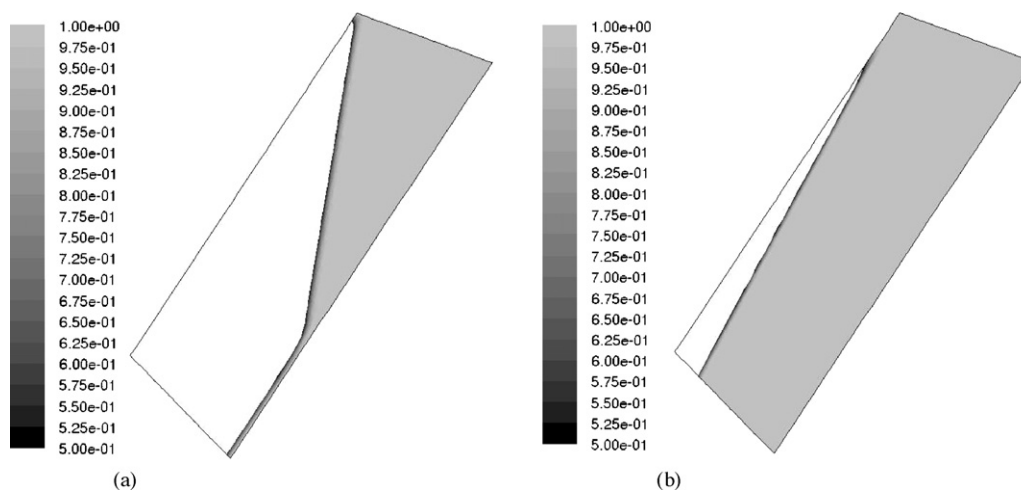 1.00e+00
9.75e-01
9.50e-01
9.25e-01
9.00e-01
8.75e-01
8.50e-01
8.25e-01
8.00e-01
7.75e-01
7.50e-01
7.25e-01
7.00e-01
6.75e-01
6.50e-01
6.25e-01
6.00e-01
5.75e-01
5.50e-01
5.25e-01
5.00e-01
(a)
1.00e+00
9.75e-01
9.50e-01
9.25e-01
9.00e-01
8.75e-01
8.50e-01
8.25e-01
8.00e-01
7.75e-01
7.50e-01
7.25e-01
7.00e-01
6.75e-01
6.50e-01
6.25e-01
6.00e-01
5.75e-01
5.50e-01
5.25e-01
5.00e-01
(b)